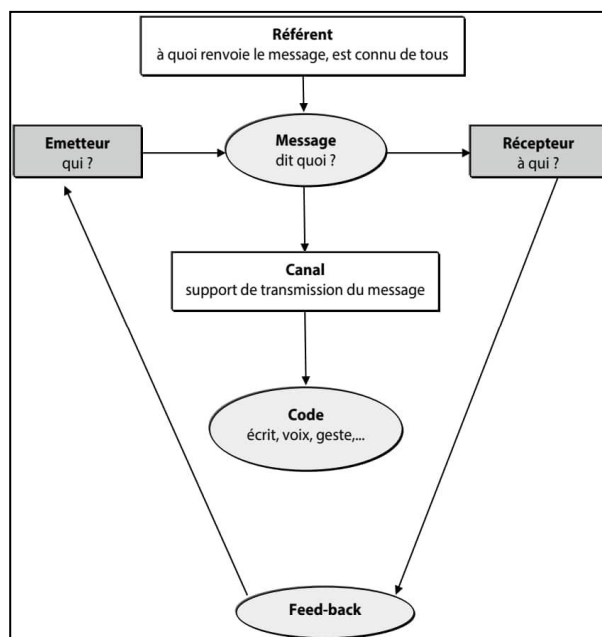 Référent
à quoi renvoie le message, est connu de tous
Emetteur
qui ?
Message
dit quoi ?
Récepteur
à qui ?
Canal
support de transmission du message
Code
écrit, voix, geste,...
Feed-back